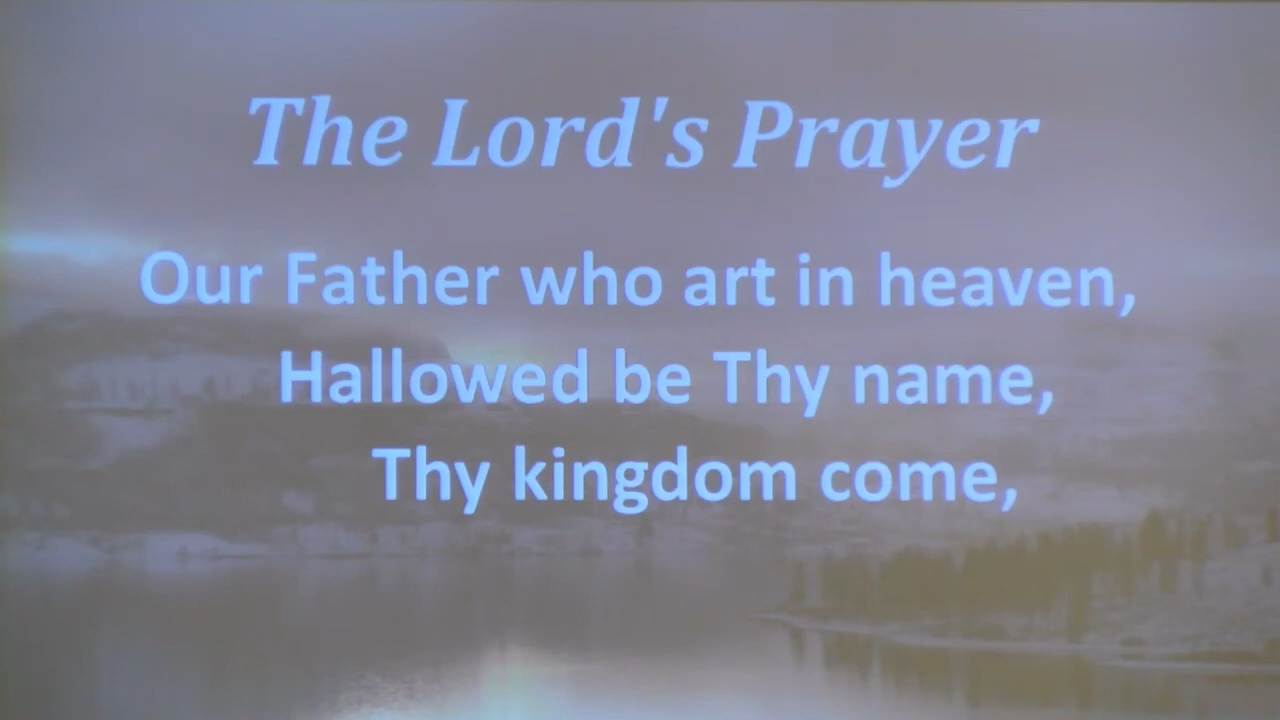 The Lord's Prayer
Our Father who art in heaven,
Hallowed be Thy name,
Thy kingdom come,